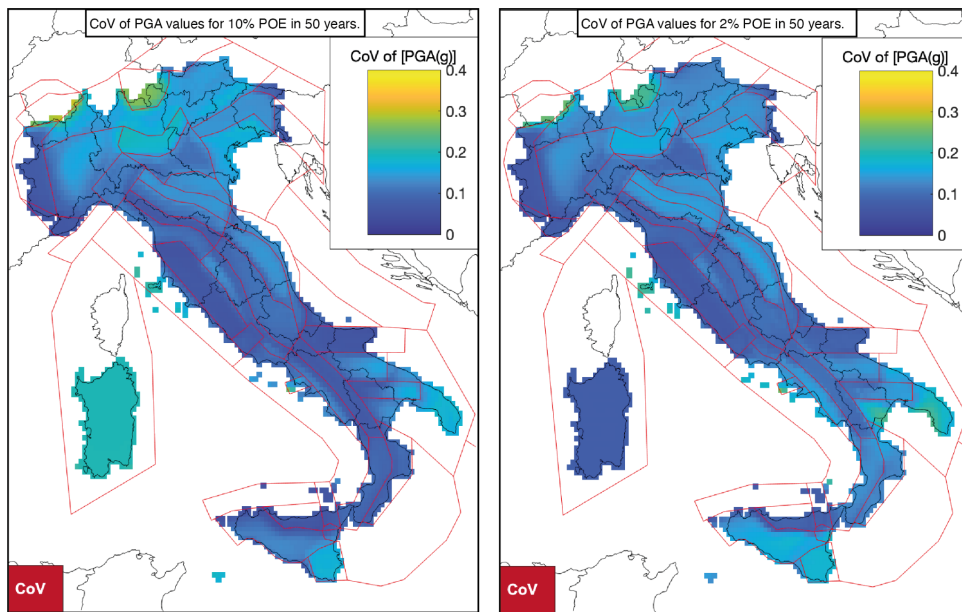 CoV of PGA values for 10% POE in 50 years.
CoV of [PGA(g)]
0.4
0.3
0.2
0.1
0
CoV
CoV of PGA values for 2% POE in 50 years.
CoV of [PGA(g)]
0.4
0.3
0.2
0.1
0
CoV